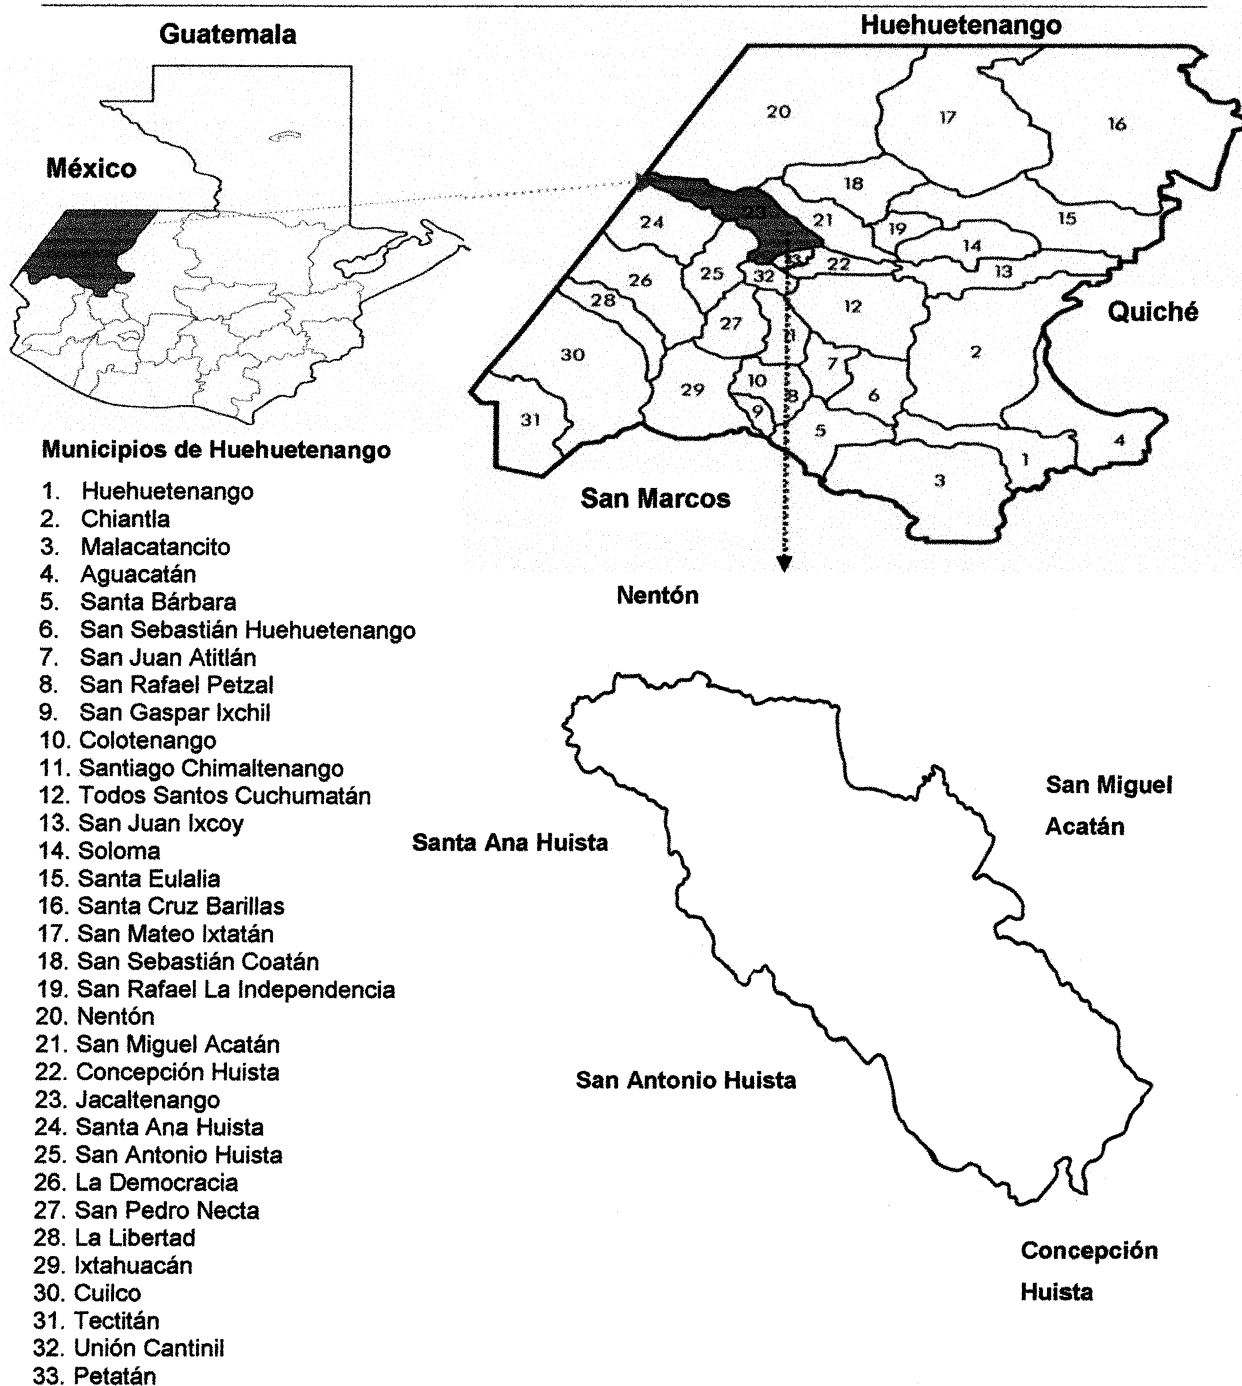 Guatemala
Huehuetenango
México
20
17
16
18
23
21
24
19
15
14
22
13
25
32
26
28
12
27
Quiché
30
2
7
10
29
8
6
31
9
5
4
1
3
San Marcos
Municipios de Huehuetenango
1. Huehuetenango
2. Chiantla
3. Malacatancito
4. Aguacatán
5. Santa Bárbara
6. San Sebastián Huehuetenango
7. San Juan Atitlán
8. San Rafael Petzal
9. San Gaspar Ixchil
10. Colotenango
11. Santiago Chimaltenango
12. Todos Santos Cuchumatán
13. San Juan Ixcoy
14. Soloma
15. Santa Eulalia
16. Santa Cruz Barillas
17. San Mateo Ixtatán
18. San Sebastián Coatán
19. San Rafael La Independencia
20. Nentón
21. San Miguel Acatán
22. Concepción Huista
23. Jacaltenango
24. Santa Ana Huista
25. San Antonio Huista
26. La Democracia
27. San Pedro Necta
28. La Libertad
29. Ixtahuacán
30. Cuilco
31. Tectitán
32. Unión Cantinil
33. Petatán
Nentón
San Miguel
Acatán
Santa Ana Huista
San Antonio Huista
Concepción
Huista